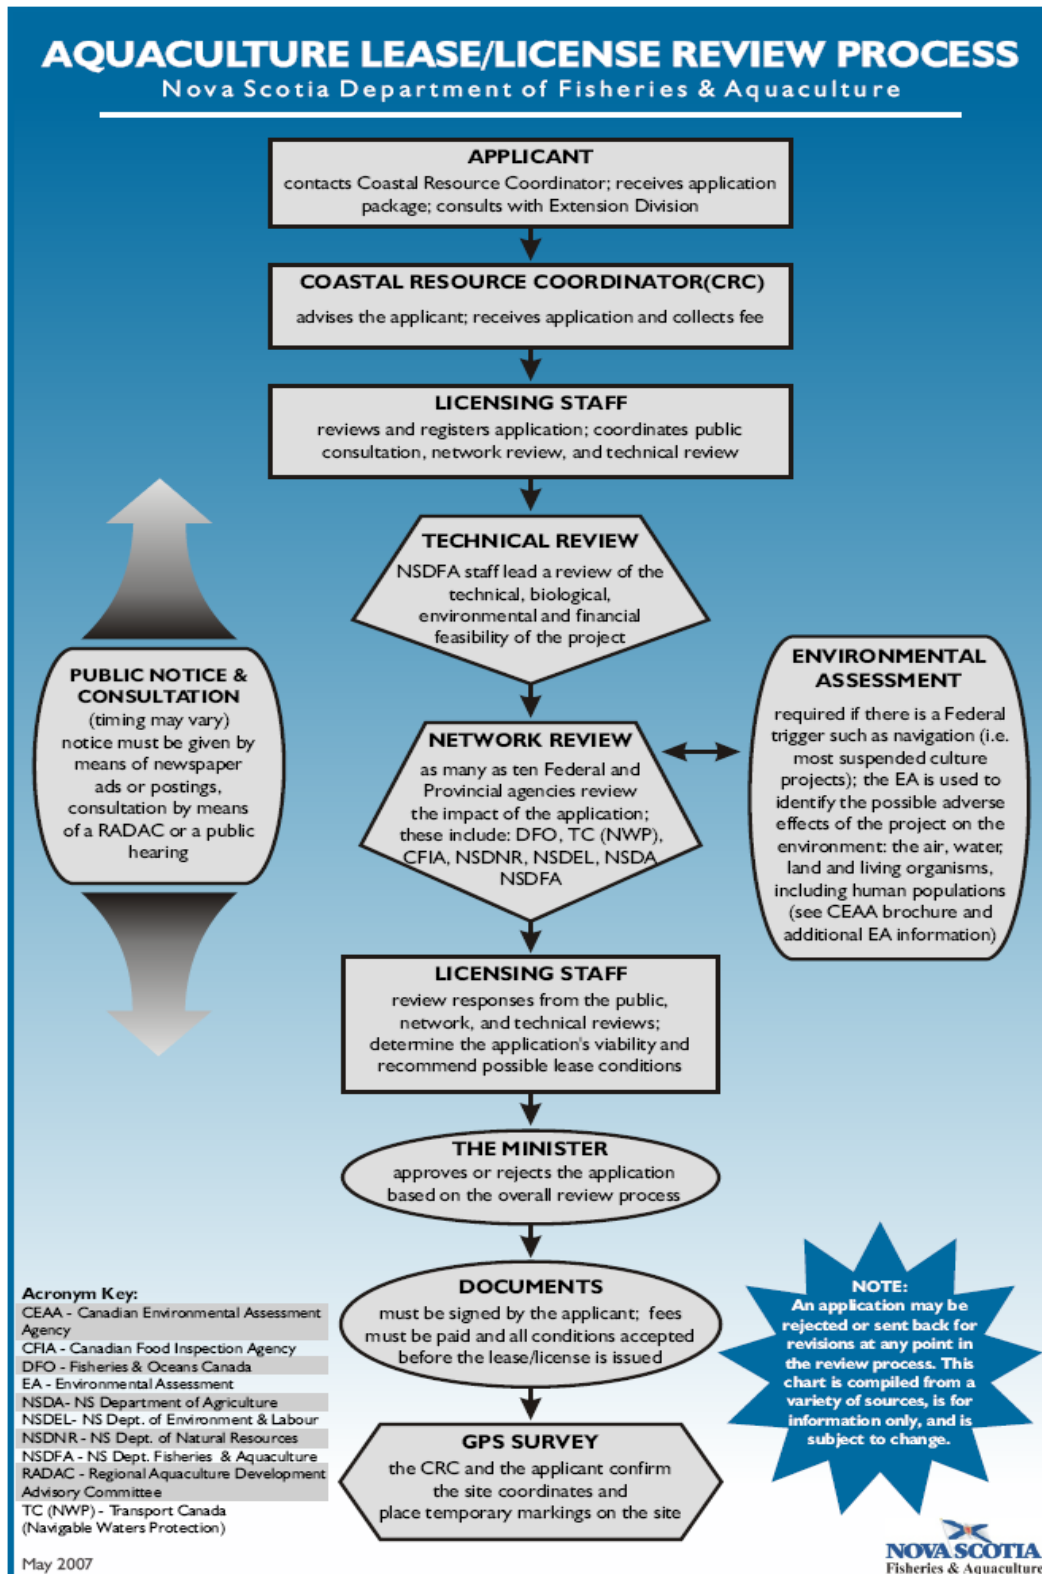 AQUACULTURE LEASE/LICENSE REVIEW PROCESS
Nova Scotia Department of Fisheries & Aquaculture
APPLICANT
contacts Coastal Resource Coordinator; receives application
package; consults with Extension Division
COASTAL RESOURCE COORDINATOR(CRC)
advises the applicant; receives application and collects fee
LICENSING STAFF
reviews and registers application; coordinates public
consultation, network review, and technical review
TECHNICAL REVIEW
NSDFA staff lead a review of the
technical, biological,
environmental and financial
feasibility of the project
PUBLIC NOTICE &
CONSULTATION
(timing may vary)
notice must be given by
means of newspaper
ads or postings,
consultation by means
of a RADAC or a public
hearing
NETWORK REVIEW
as many as ten Federal and
Provincial agencies review
the impact of the application;
these include: DFO, TC (NWP),
CFIA, NSDNR, NSDEL, NSDA
NSDFA
ENVIRONMENTAL
ASSESSMENT
required if there is a Federal
trigger such as navigation (i.e.
most suspended culture
projects); the EA is used to
identify the possible adverse
effects of the project on the
environment: the air, water,
land and living organisms,
including human populations
(see CEAA brochure and
additional EA information)
LICENSING STAFF
review responses from the public,
network, and technical reviews;
determine the application's viability and
recommend possible lease conditions
THE MINISTER
approves or rejects the application
based on the overall review process
DOCUMENTS
must be signed by the applicant; fees
must be paid and all conditions accepted
before the lease/license is issued
GPS SURVEY
the CRC and the applicant confirm
the site coordinates and
place temporary markings on the site
Acronym Key:
CEAA - Canadian Environmental Assessment
Agency
CFIA - Canadian Food Inspection Agency
DFO - Fisheries & Oceans Canada
EA - Environmental Assessment
NSDA- NS Department of Agriculture
NSDEL- NS Dept. of Environment & Labour
NSDNR - NS Dept. of Natural Resources
NSDFA - NS Dept. Fisheries & Aquaculture
RADAC - Regional Aquaculture Development
Advisory Committee
TC (NWP) - Transport Canada
(Navigable Waters Protection)
May 2007
NOTE:
An application may be
rejected or sent back for
revisions at any point in
the review process. This
chart is compiled from a
variety of sources, is for
information only, and is
subject to change.
NOVA SCOTIA
Fisheries & Aquaculture